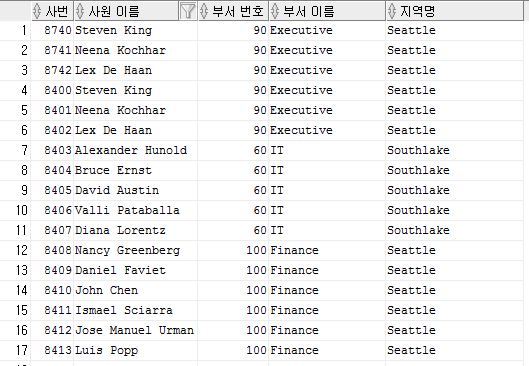 사번 사원 이름 부서 번호 부서 이름 지역명
1 8740 Steven King 90 Executive Seattle
2 8741 Neena Kochhar 90 Executive Seattle
3 8742 Lex De Haan 90 Executive Seattle
4 8400 Steven King 90 Executive Seattle
5 8401 Neena Kochhar 90 Executive Seattle
6 8402 Lex De Haan 90 Executive Seattle
7 8403 Alexander Hunold 60 IT Southlake
8 8404 Bruce Ernst 60 IT Southlake
9 8405 David Austin 60 IT Southlake
10 8406 Valli Pataballa 60 IT Southlake
11 8407 Diana Lorentz 60 IT Southlake
12 8408 Nancy Greenberg 100 Finance Seattle
13 8409 Daniel Faviet 100 Finance Seattle
14 8410 John Chen 100 Finance Seattle
15 8411 Ismael Sciarra 100 Finance Seattle
16 8412 Jose Manuel Urman 100 Finance Seattle
17 8413 Luis Popp 100 Finance Seattle